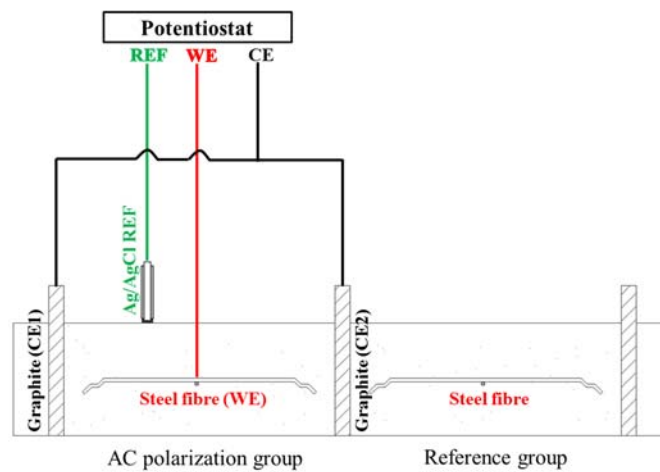 Potentiostat
REF WE CE
Ag/AgCl REF
Graphite (CE1)
Graphite (CE2)
Steel fibre (WE)
Steel fibre
AC polarization group
Reference group